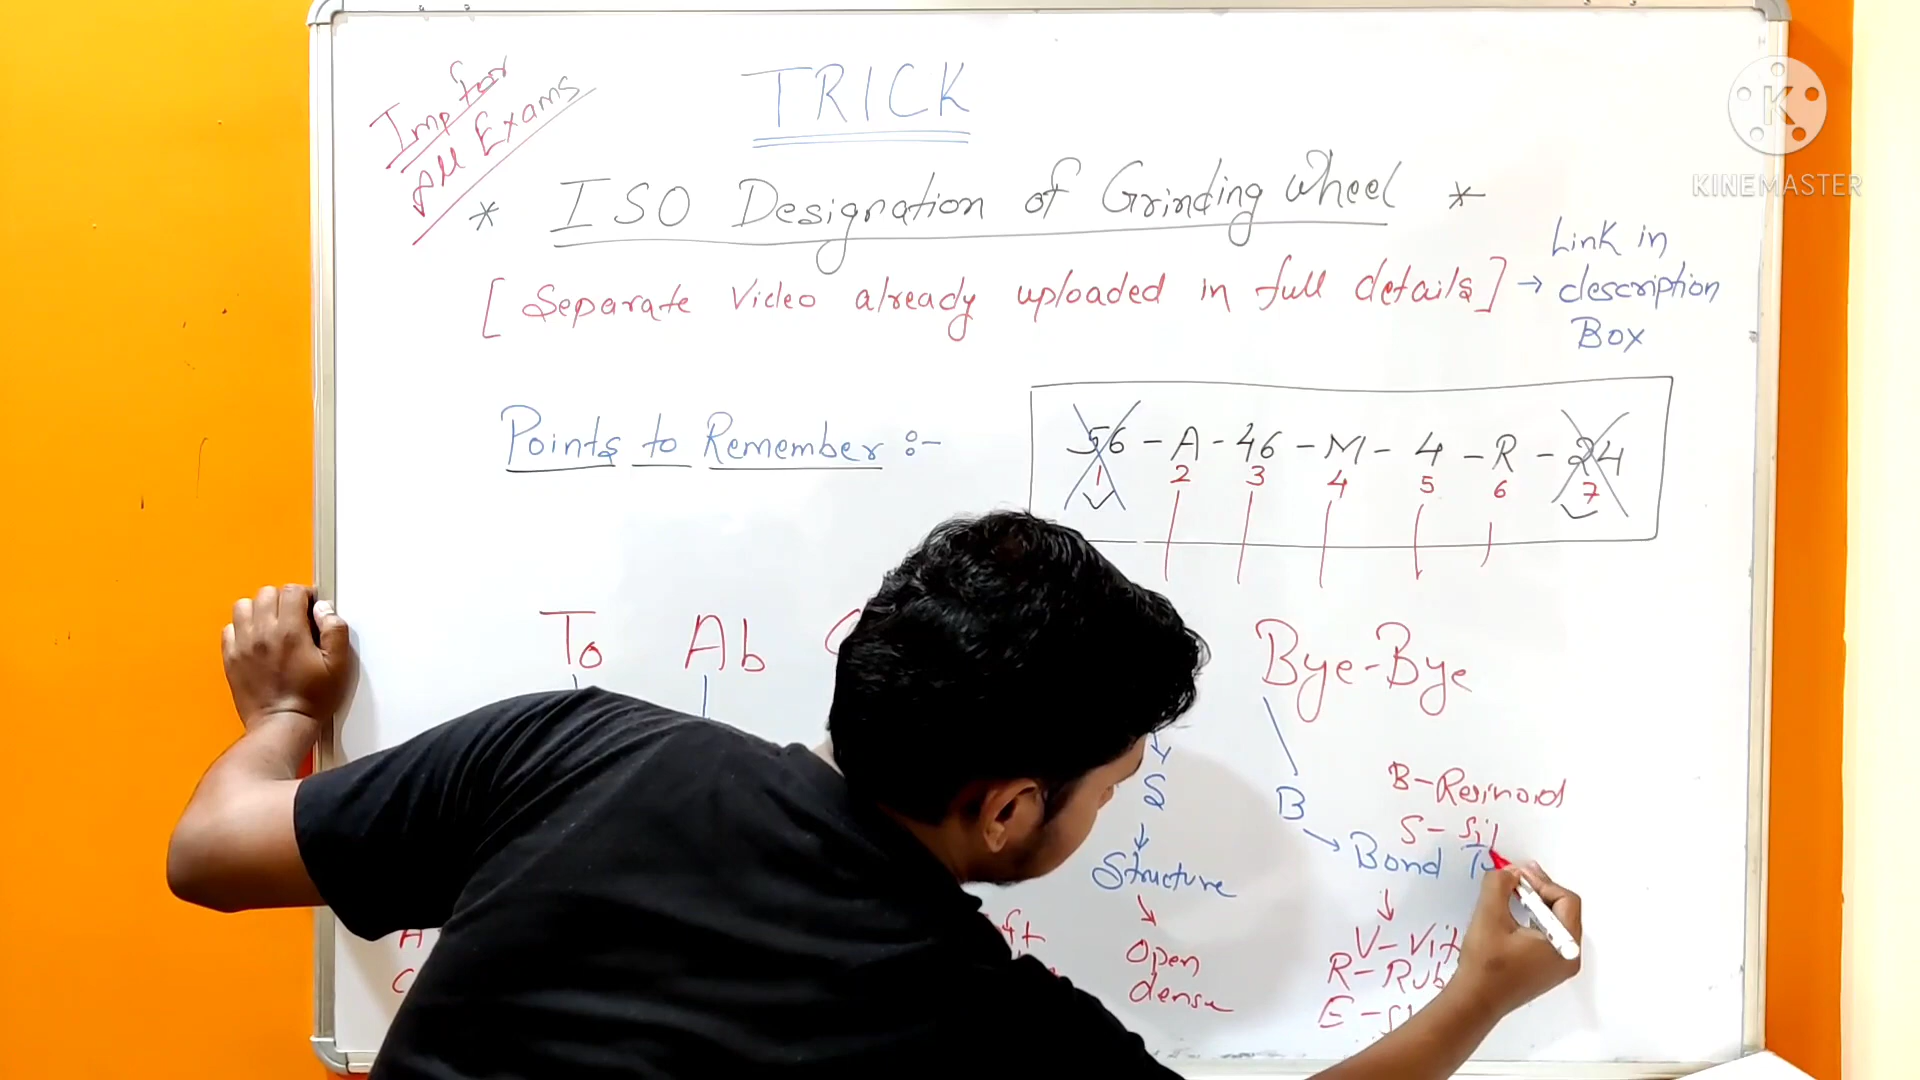 Imp for
All Exams
TRICK
K
KINEMASTER
* ISO Designation of Grinding Wheel *
[ Separate Video already uploaded in full details ] → Link in
description
Box
Points to Remember :-
56 - A - 46 - M - 4 - R - 24
1 2 3 4 5 6 7
To Ab Bye-Bye
S
B
B - Resinoid
S - Sil
Structure
Bond
Open
dense
V - Vit
R - Rub
E -
A
C